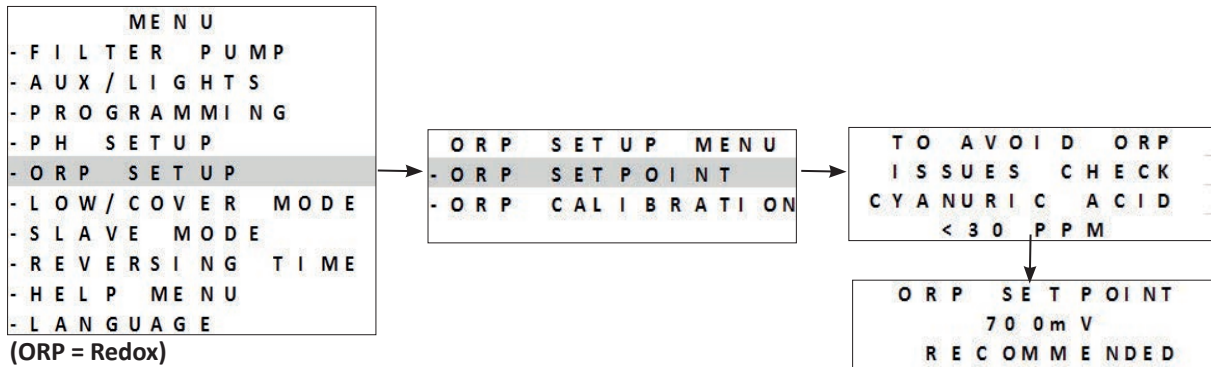 MENU
-FILTER PUMP
-AUX/LIGHTS
-PROGRAMMING
-PH SETUP
-ORP SETUP
-LOW/COVER MODE
-SLAVE MODE
-REVERSING TIME
-HELP MENU
-LANGUAGE
(ORP = Redox)
ORP SETUP MENU
-ORP SETPOINT
-ORP CALIBRATION
TO AVOID ORP
ISSUES CHECK
CYANURIC ACID
<30 PPM
ORP SETPOINT
700mV
RECOMMENDED